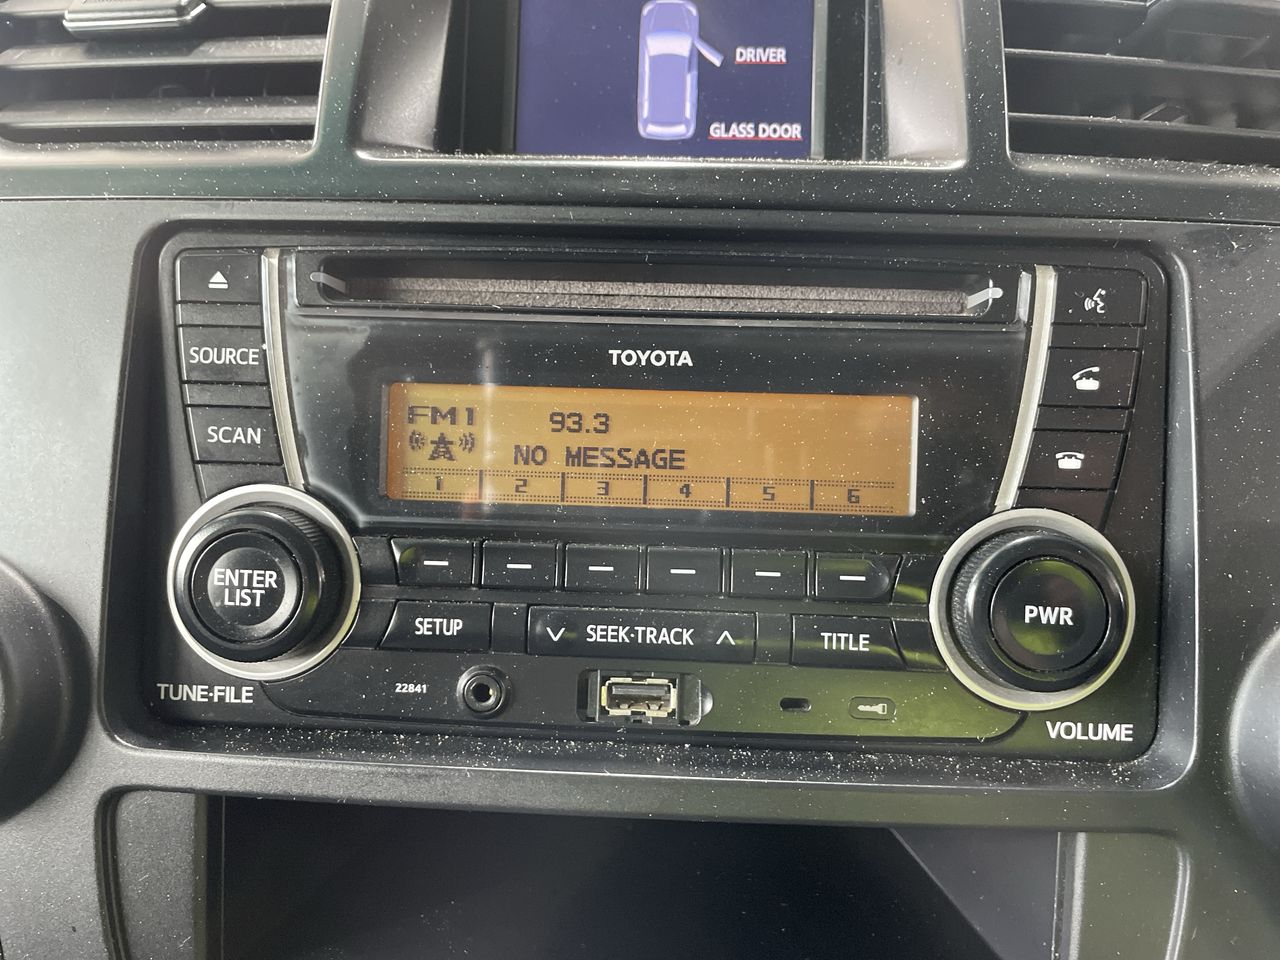 DRIVER
GLASS DOOR
SOURCE
SCAN
TOYOTA
FM1 93.3
NO MESSAGE
1 2 3 4 5 6
ENTER
LIST
PWR
SETUP
SEEK·TRACK
TITLE
22841
TUNE·FILE
VOLUME